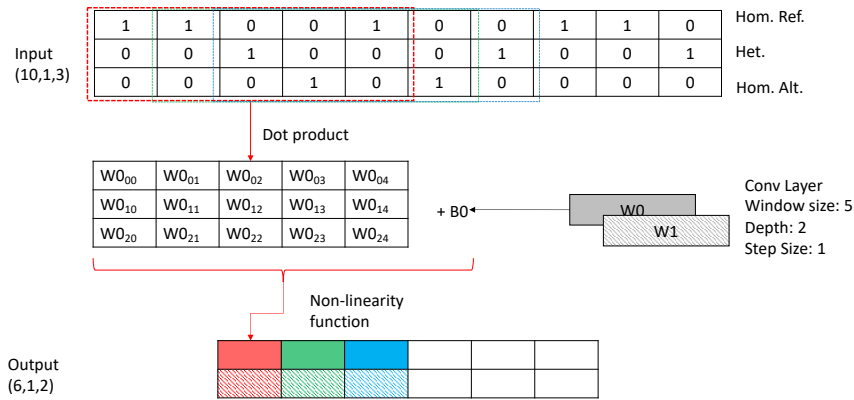 1 1 0 0 1 0 0 1 1 0 Hom. Ref.
Input
(10,1,3)
0 0 1 0 0 0 1 0 0 1 Het.
0 0 0 1 0 1 0 0 0 0 Hom. Alt.
Dot product
W0₀₀ W0₀₁ W0₀₂ W0₀₃ W0₀₄
W0₁₀ W0₁₁ W0₁₂ W0₁₃ W0₁₄
W0₂₀ W0₂₁ W0₂₂ W0₂₃ W0₂₄
+ B0
W0
W1
Conv Layer
Window size: 5
Depth: 2
Step Size: 1
Non-linearity
function
Output
(6,1,2)